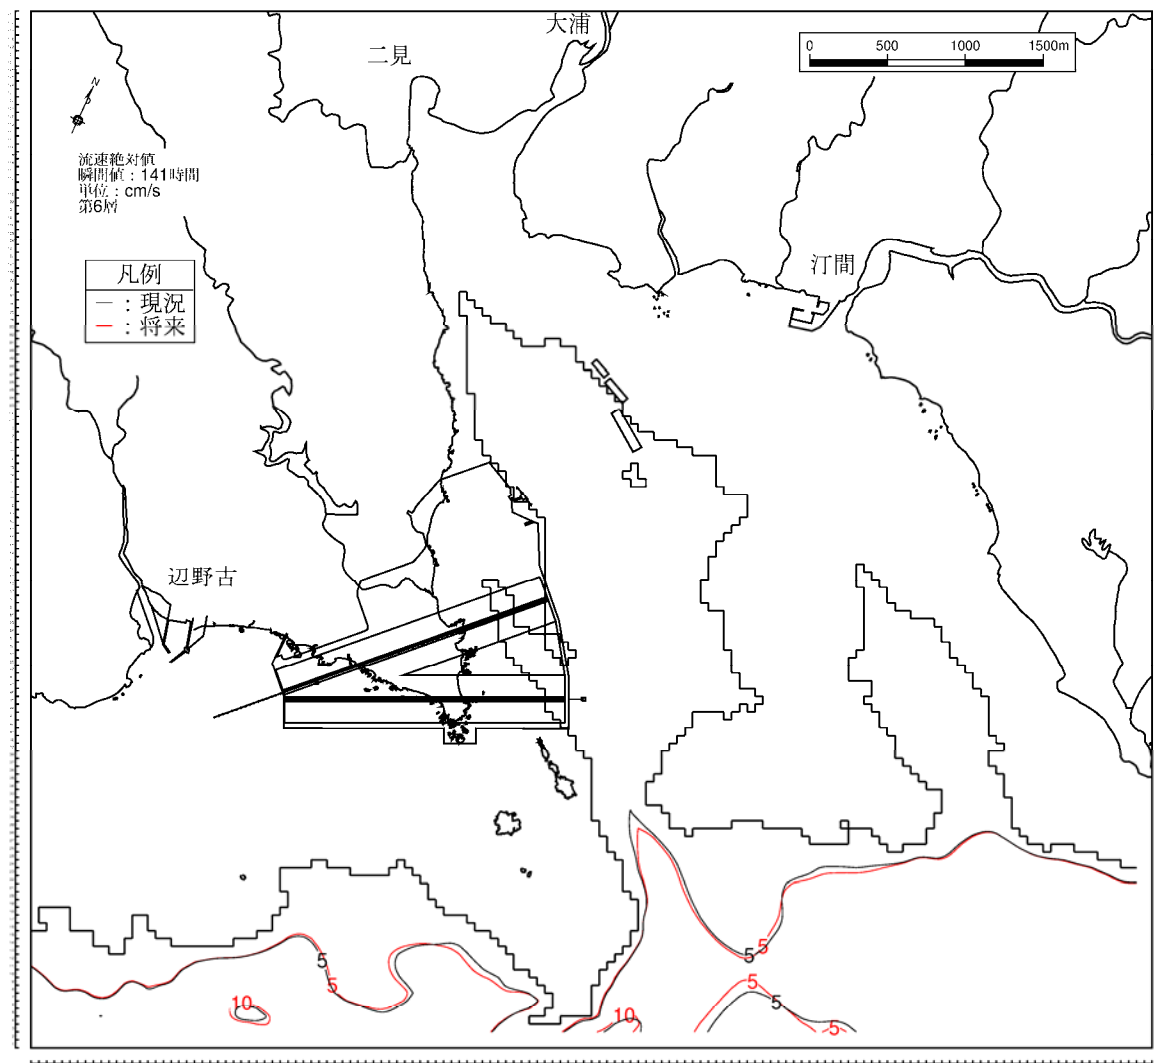 大浦
二見
0 500 1000 1500m
N
流速絶対値
瞬間値：141時間
単位：cm/s
第6層
汀間
凡例
―：現況
―：将来
辺野古
5
5
5
5
10
5
5
10
5